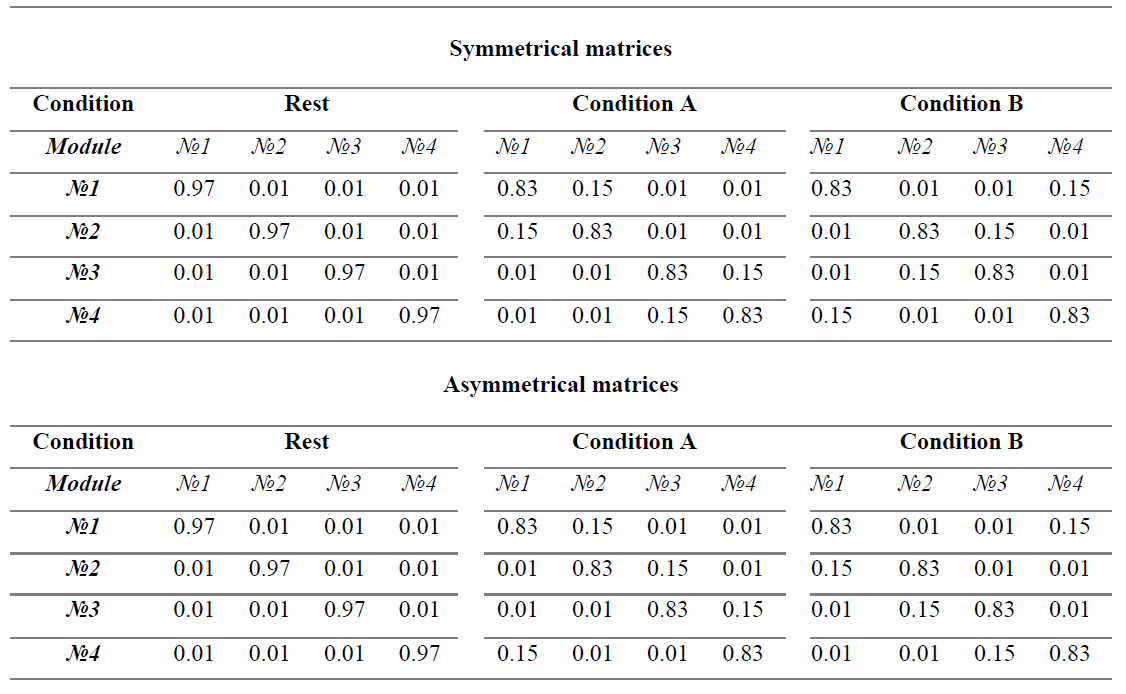 Symmetrical matrices
Condition Rest Condition A Condition B
Module №1 №2 №3 №4 №1 №2 №3 №4 №1 №2 №3 №4
№1 0.97 0.01 0.01 0.01 0.83 0.15 0.01 0.01 0.83 0.01 0.01 0.15
№2 0.01 0.97 0.01 0.01 0.15 0.83 0.01 0.01 0.01 0.83 0.15 0.01
№3 0.01 0.01 0.97 0.01 0.01 0.01 0.83 0.15 0.01 0.15 0.83 0.01
№4 0.01 0.01 0.01 0.97 0.01 0.01 0.15 0.83 0.15 0.01 0.01 0.83
Asymmetrical matrices
Condition Rest Condition A Condition B
Module №1 №2 №3 №4 №1 №2 №3 №4 №1 №2 №3 №4
№1 0.97 0.01 0.01 0.01 0.83 0.15 0.01 0.01 0.83 0.01 0.01 0.15
№2 0.01 0.97 0.01 0.01 0.01 0.83 0.15 0.01 0.15 0.83 0.01 0.01
№3 0.01 0.01 0.97 0.01 0.01 0.01 0.83 0.15 0.01 0.15 0.83 0.01
№4 0.01 0.01 0.01 0.97 0.15 0.01 0.01 0.83 0.01 0.01 0.15 0.83